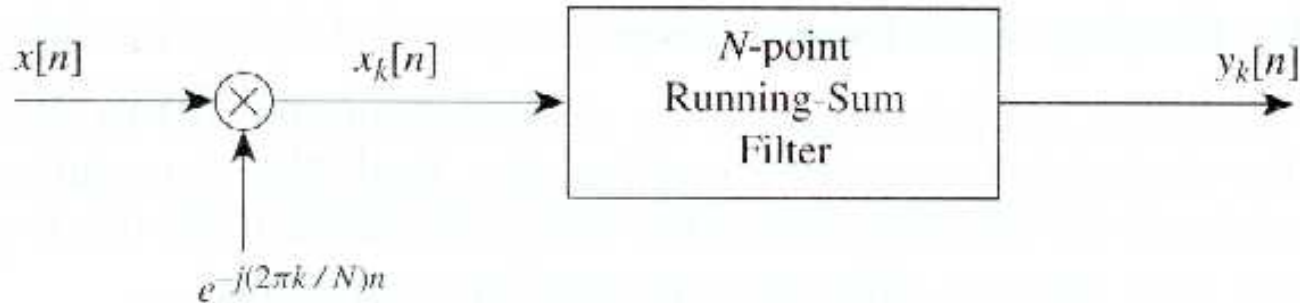 x[n]
x_k[n]
N-point
Running-Sum
Filter
y_k[n]
e^{-j(2πk / N)n}